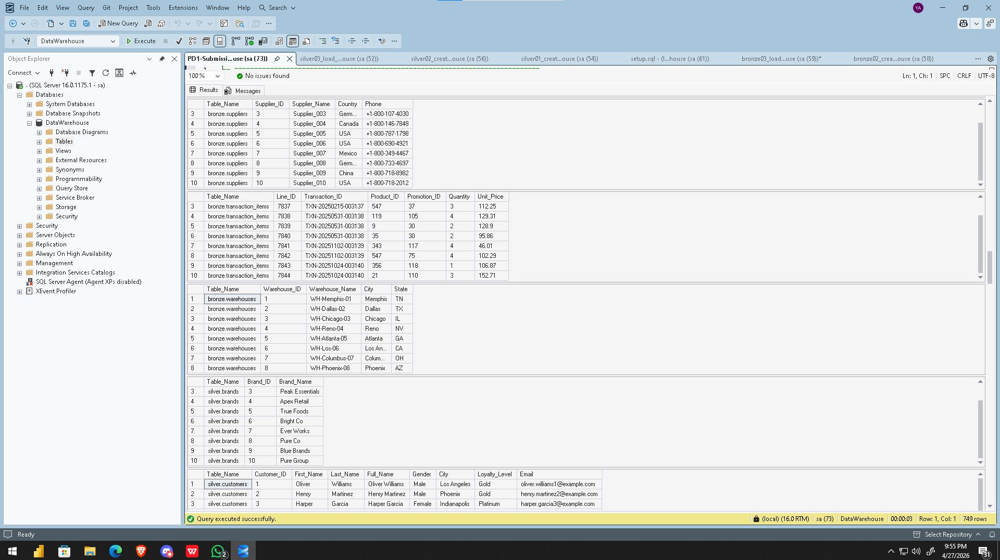 File Edit View Query Git Project Tools Extensions Window Help Search
YA
New Query
DataWarehouse Execute
Object Explorer
Connect
. (SQL Server 16.0.1175.1 - sa)
Databases
System Databases
Database Snapshots
DataWarehouse
Database Diagrams
Tables
Views
External Resources
Synonyms
Programmability
Query Store
Service Broker
Storage
Security
Security
Server Objects
Replication
Always On High Availability
Management
Integration Services Catalogs
SQL Server Agent (Agent XPs disabled)
XEvent Profiler
PD1-Submissi...use (sa (73)) silver03_load_...ouse (sa (52)) silver02_creat...ouse (sa (56)) silver01_creat...ouse (sa (54)) setup.sql - (l...house (sa (61)) bronze03_load...use (sa (59))* bronze02_crea...ouse (sa (58))
100 % No issues found Ln: 1, Ch: 1 SPC CRLF UTF-8
Results Messages
Table_Name Supplier_ID Supplier_Name Country Phone
3 bronze.suppliers 3 Supplier_003 Germ... +1-800-107-4030
4 bronze.suppliers 4 Supplier_004 Canada +1-800-146-7848
5 bronze.suppliers 5 Supplier_005 USA +1-800-787-1798
6 bronze.suppliers 6 Supplier_006 USA +1-800-690-4921
7 bronze.suppliers 7 Supplier_007 Mexico +1-800-349-4467
8 bronze.suppliers 8 Supplier_008 Germ... +1-800-733-4697
9 bronze.suppliers 9 Supplier_009 China +1-800-718-8982
10 bronze.suppliers 10 Supplier_010 USA +1-800-718-2012
Table_Name Line_ID Transaction_ID Product_ID Promotion_ID Quantity Unit_Price
3 bronze.transaction_items 7837 TXN-20250215-003137 547 37 3 112.25
4 bronze.transaction_items 7838 TXN-20250531-003138 119 105 4 129.31
5 bronze.transaction_items 7839 TXN-20250531-003138 9 30 2 128.9
6 bronze.transaction_items 7840 TXN-20250531-003138 35 30 2 95.86
7 bronze.transaction_items 7841 TXN-20251102-003139 343 117 4 46.01
8 bronze.transaction_items 7842 TXN-20251102-003139 547 75 4 102.29
9 bronze.transaction_items 7843 TXN-20251024-003140 356 118 1 106.87
10 bronze.transaction_items 7844 TXN-20251024-003140 21 110 3 152.71
Table_Name Warehouse_ID Warehouse_Name City State
1 bronze.warehouses 1 WH-Memphis-01 Memphis TN
2 bronze.warehouses 2 WH-Dallas-02 Dallas TX
3 bronze.warehouses 3 WH-Chicago-03 Chicago IL
4 bronze.warehouses 4 WH-Reno-04 Reno NV
5 bronze.warehouses 5 WH-Atlanta-05 Atlanta GA
6 bronze.warehouses 6 WH-Los-06 Los An... CA
7 bronze.warehouses 7 WH-Columbus-07 Colum... OH
8 bronze.warehouses 8 WH-Phoenix-08 Phoenix AZ
Table_Name Brand_ID Brand_Name
3 silver.brands 3 Peak Essentials
4 silver.brands 4 Apex Retail
5 silver.brands 5 True Foods
6 silver.brands 6 Bright Co
7 silver.brands 7 Ever Works
8 silver.brands 8 Pure Co
9 silver.brands 9 Blue Brands
10 silver.brands 10 Pure Group
Table_Name Customer_ID First_Name Last_Name Full_Name Gender City Loyalty_Level Email
1 silver.customers 1 Oliver Williams Oliver Williams Male Los Angeles Gold oliver.williams1@example.com
2 silver.customers 2 Henry Martinez Henry Martinez Male Phoenix Gold henry.martinez2@example.com
3 silver.customers 3 Harper Garcia Harper Garcia Female Indianapolis Platinum harper.garcia3@example.com
Query executed successfully. (local) (16.0 RTM) sa (73) DataWarehouse 00:00:03 Row: 1, Col: 1 749 rows
Ready Select Repository
2
9:55 PM
4/27/2026
31